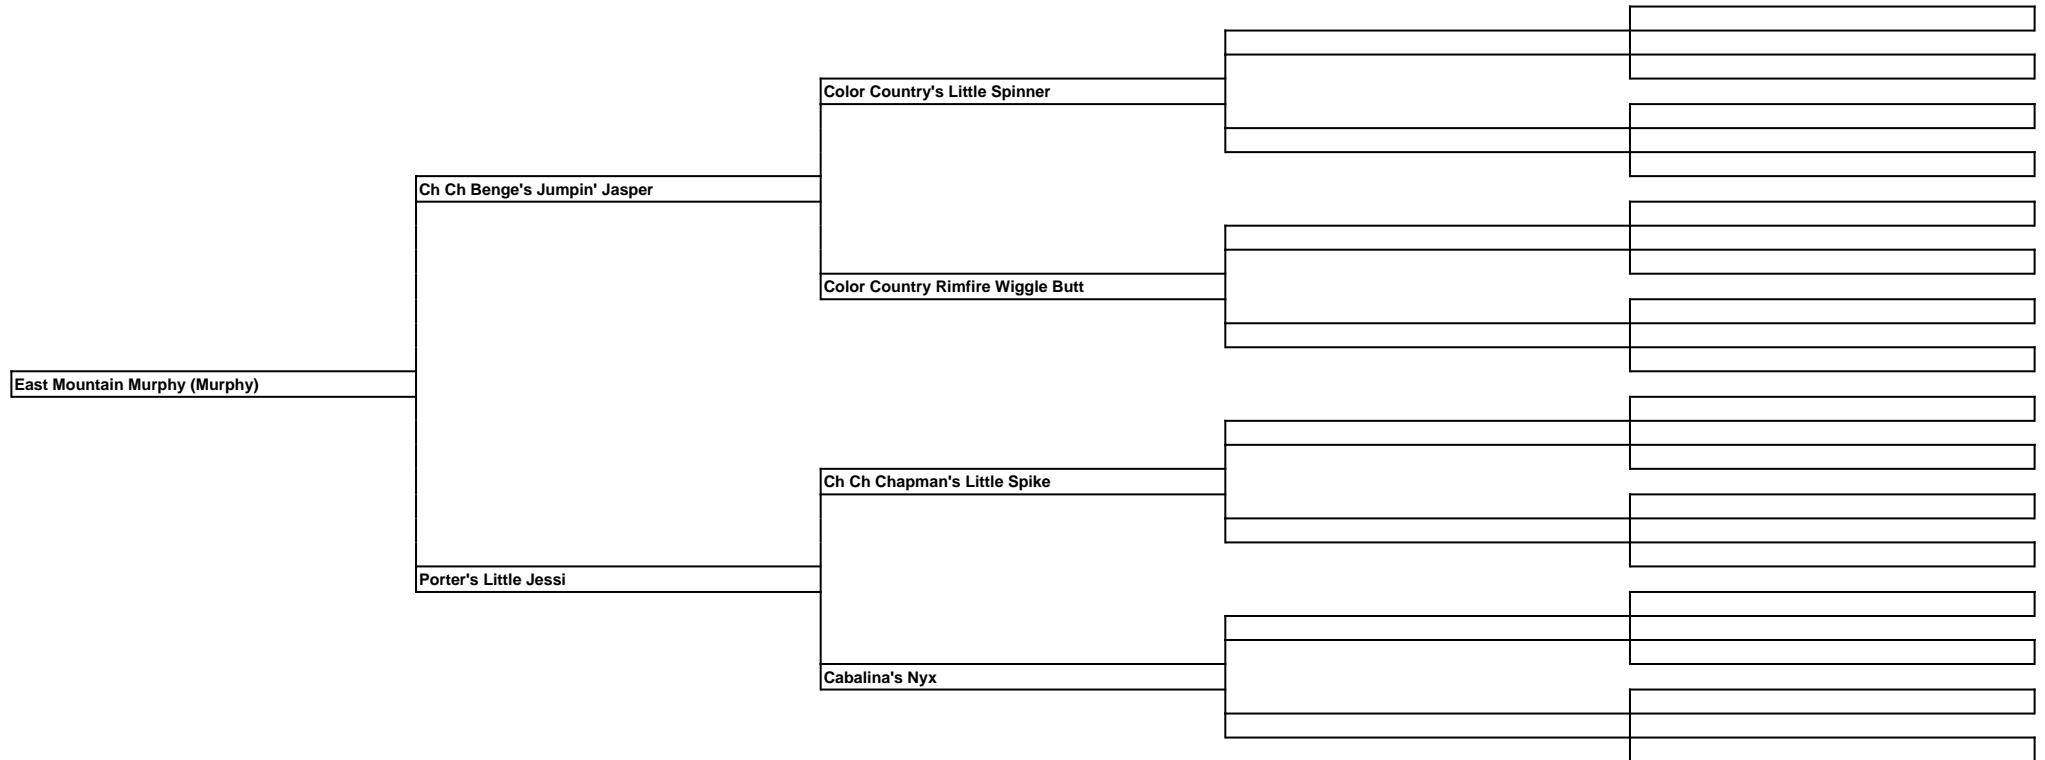 Color Country's Little Spinner
Ch Ch Benge's Jumpin' Jasper
Color Country Rimfire Wiggle Butt
East Mountain Murphy (Murphy)
Ch Ch Chapman's Little Spike
Porter's Little Jessi
Cabalina's Nyx